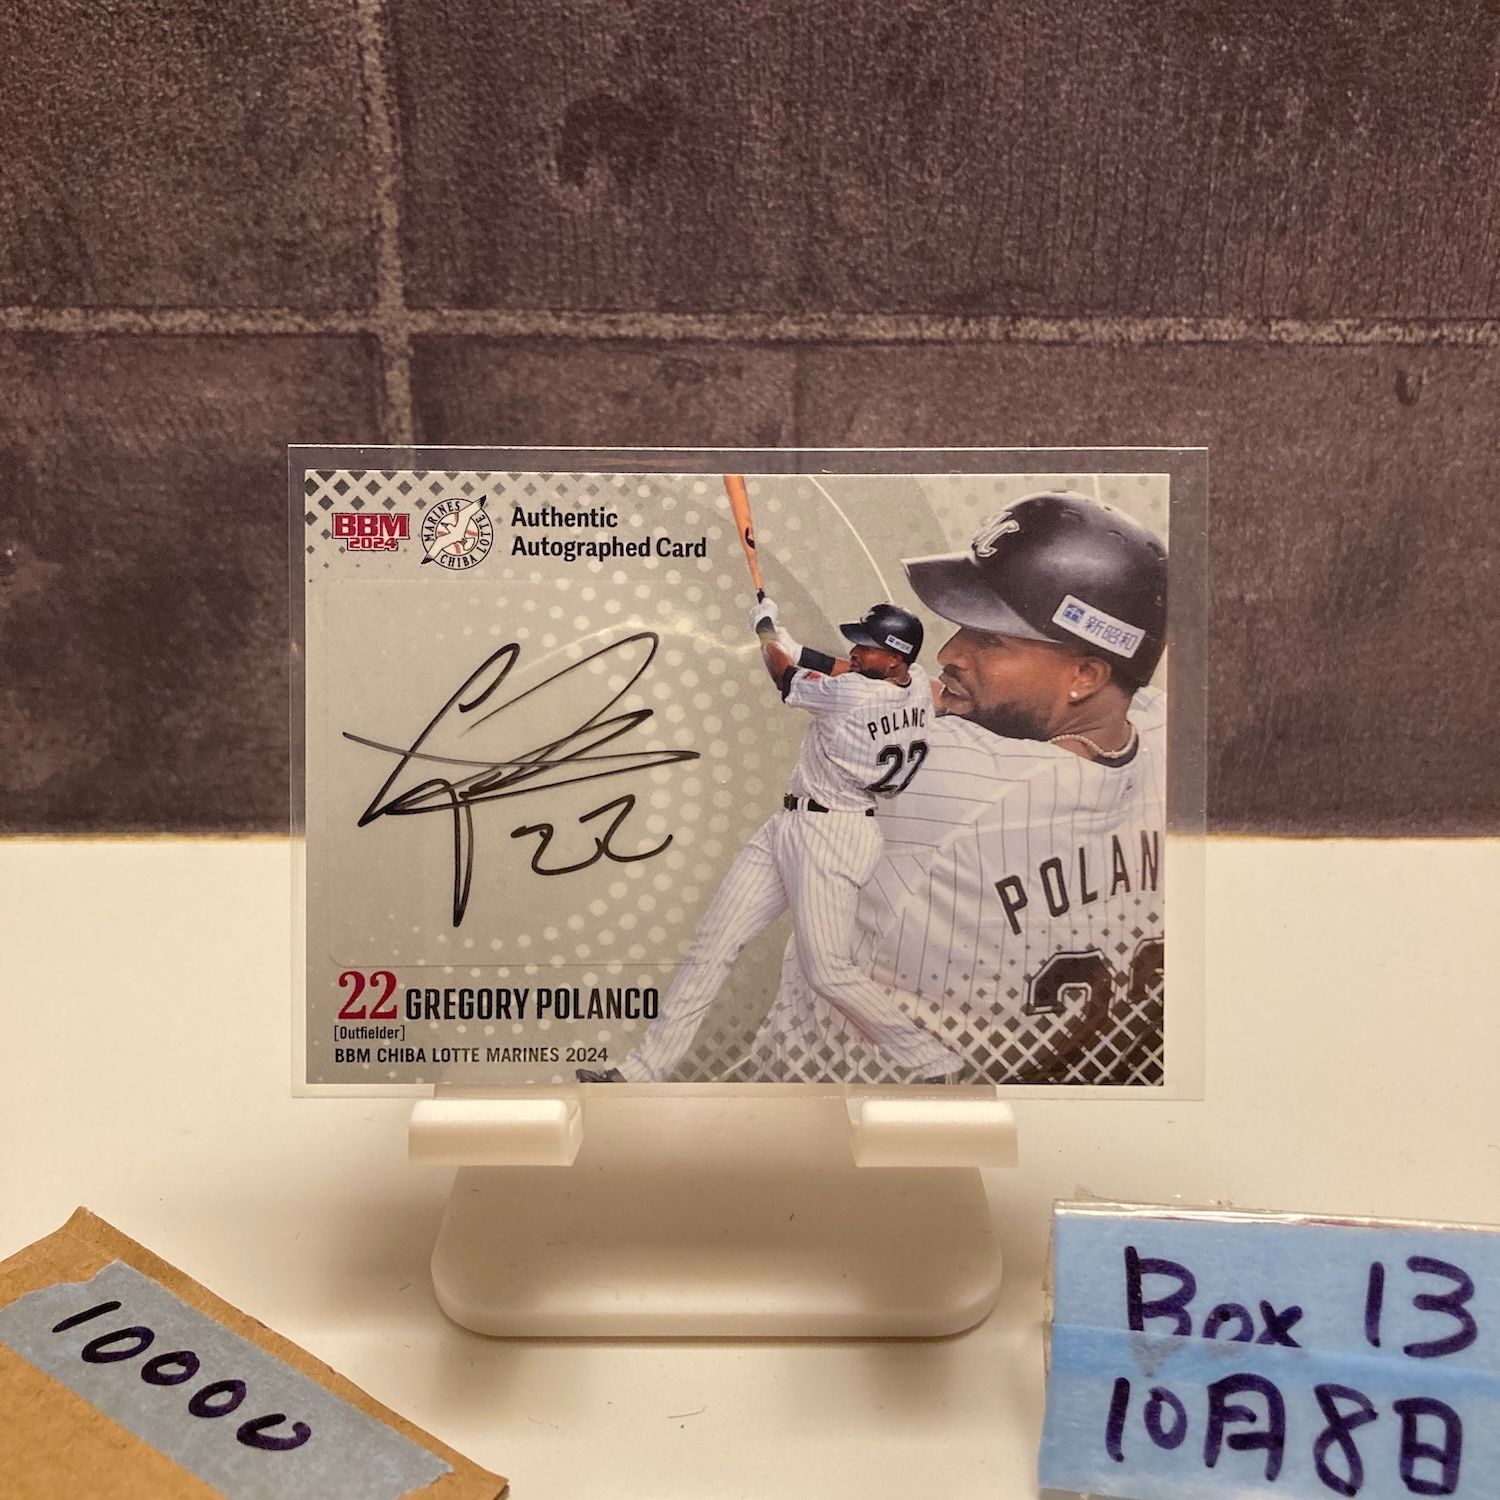 BBM
2024
MARINES
CHIBA LOTTE
Authentic
Autographed Card
新昭和
POLANC
22
POLAN
22
22 GREGORY POLANCO
[Outfielder]
BBM CHIBA LOTTE MARINES 2024
10000
Box 13
10月8日